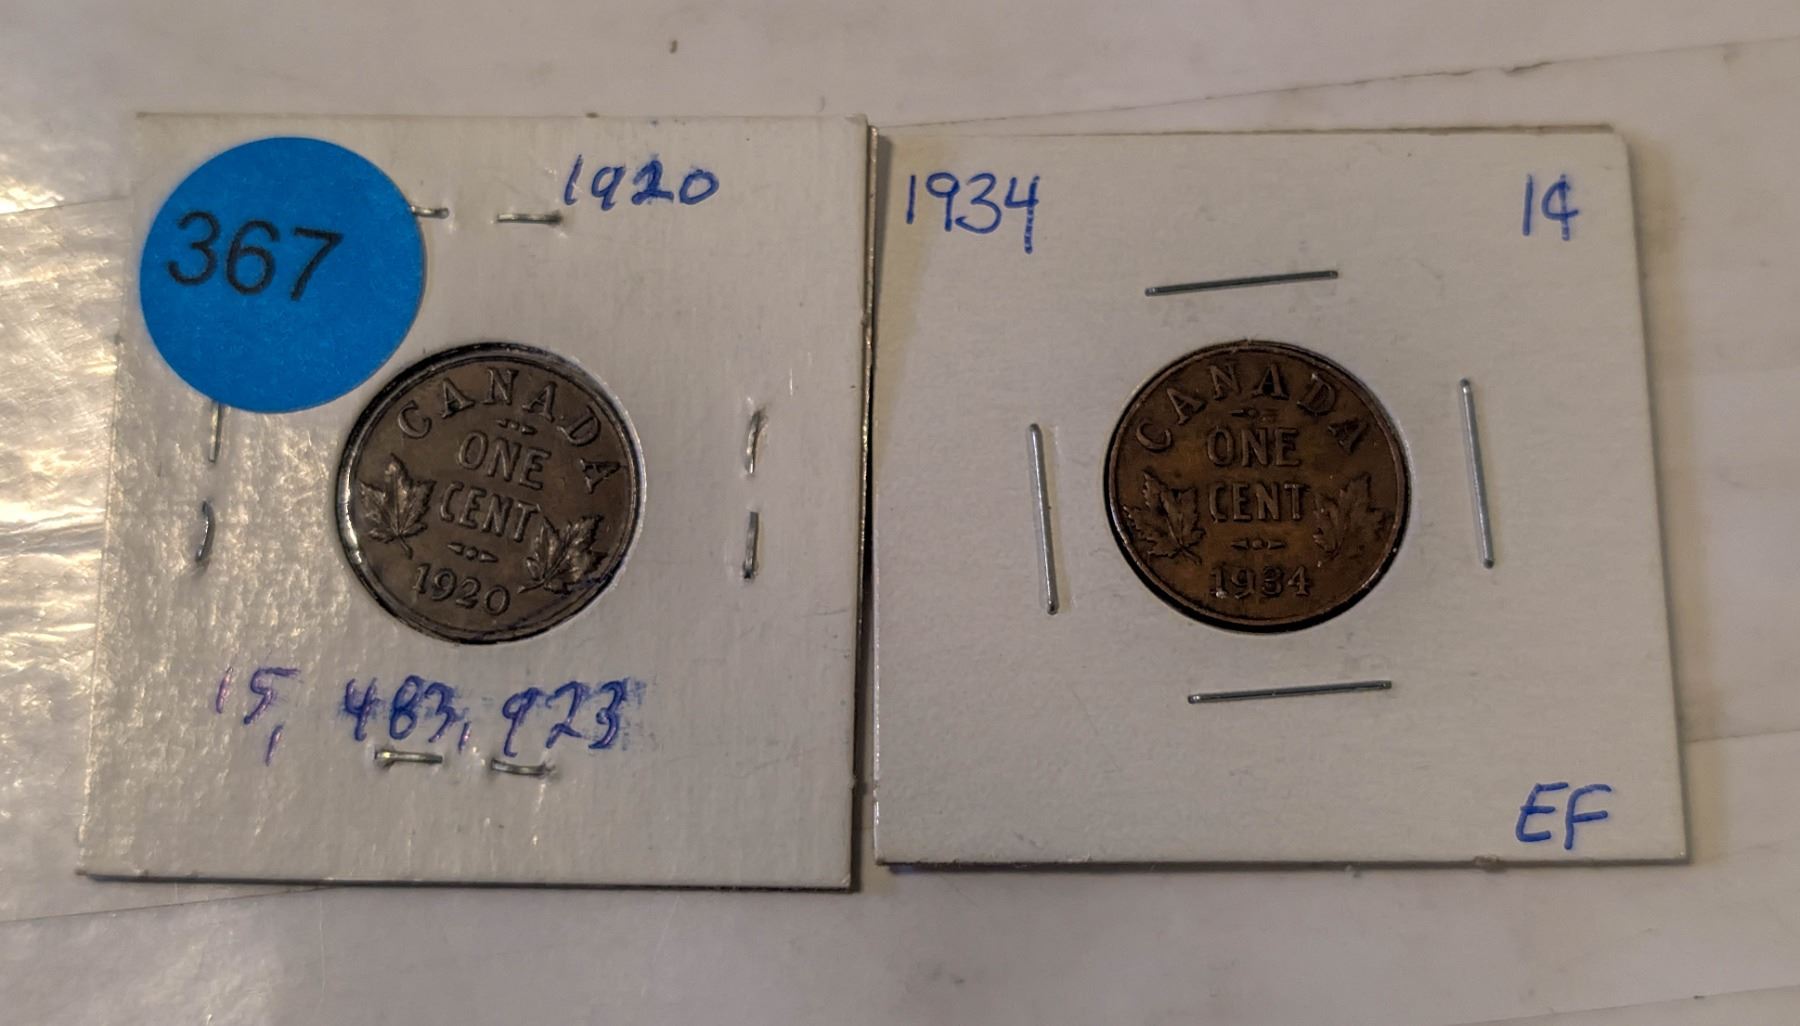 367
1920
CANADA
ONE
CENT
1920
15, 483, 923
1934
1¢
CANADA
ONE
CENT
1934
EF